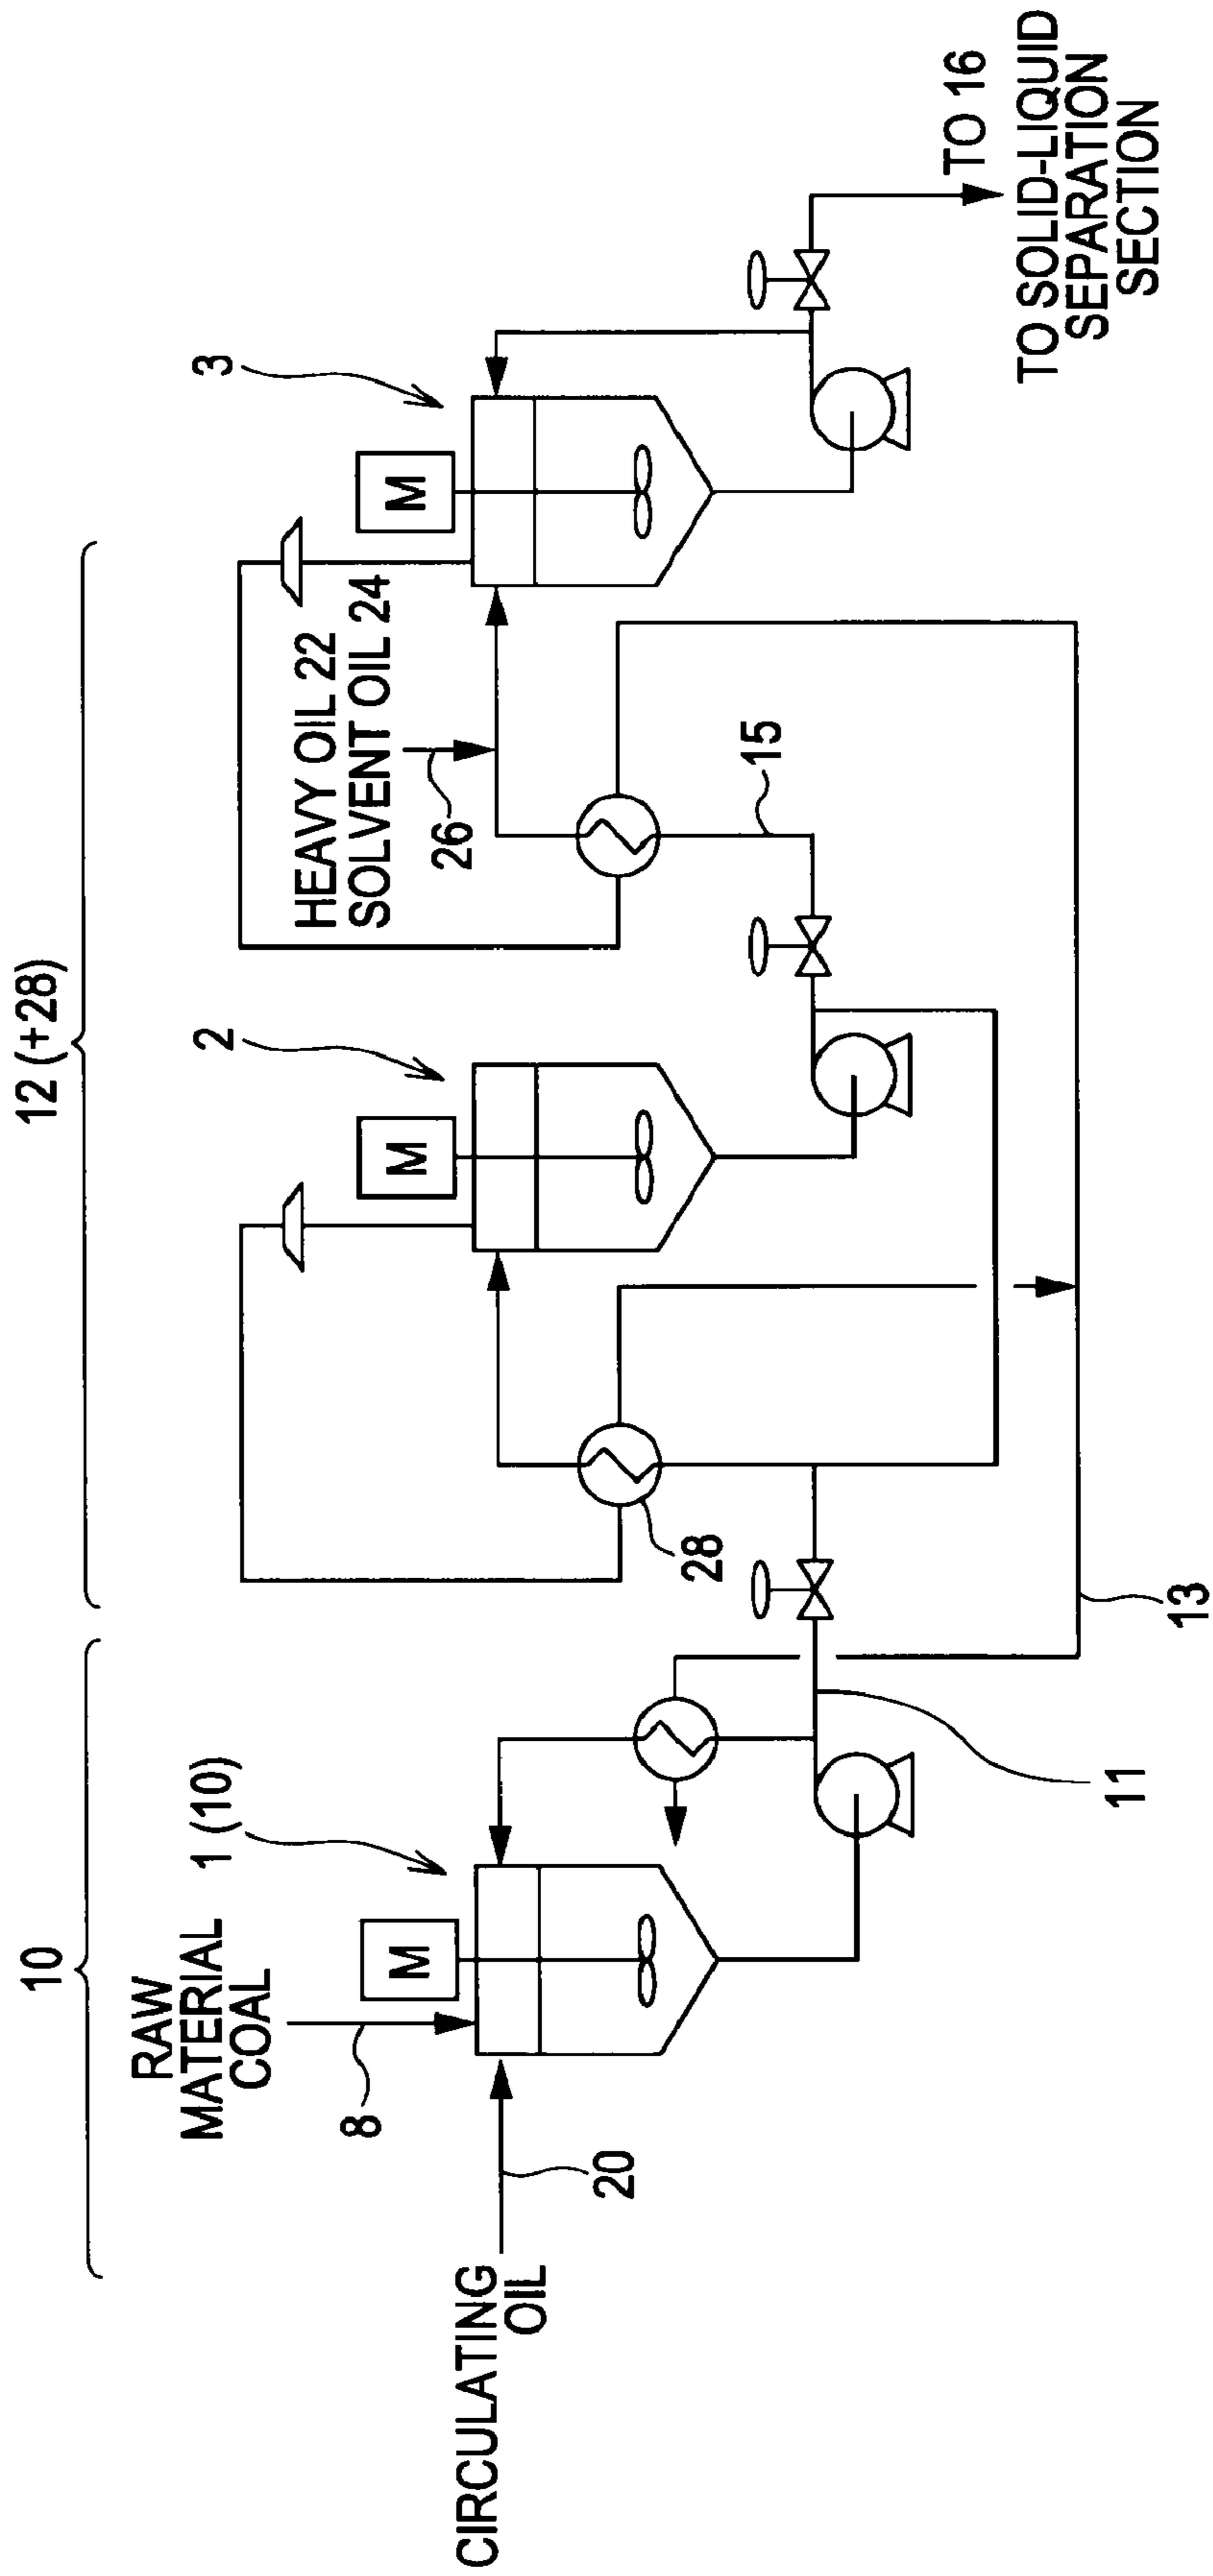 10
12 (+28)
RAW
MATERIAL
COAL
1 (10)
2
3
M
M
M
8
HEAVY OIL 22
SOLVENT OIL 24
26
CIRCULATING
OIL
20
28
15
11
13
TO 16
TO SOLID-LIQUID
SEPARATION
SECTION